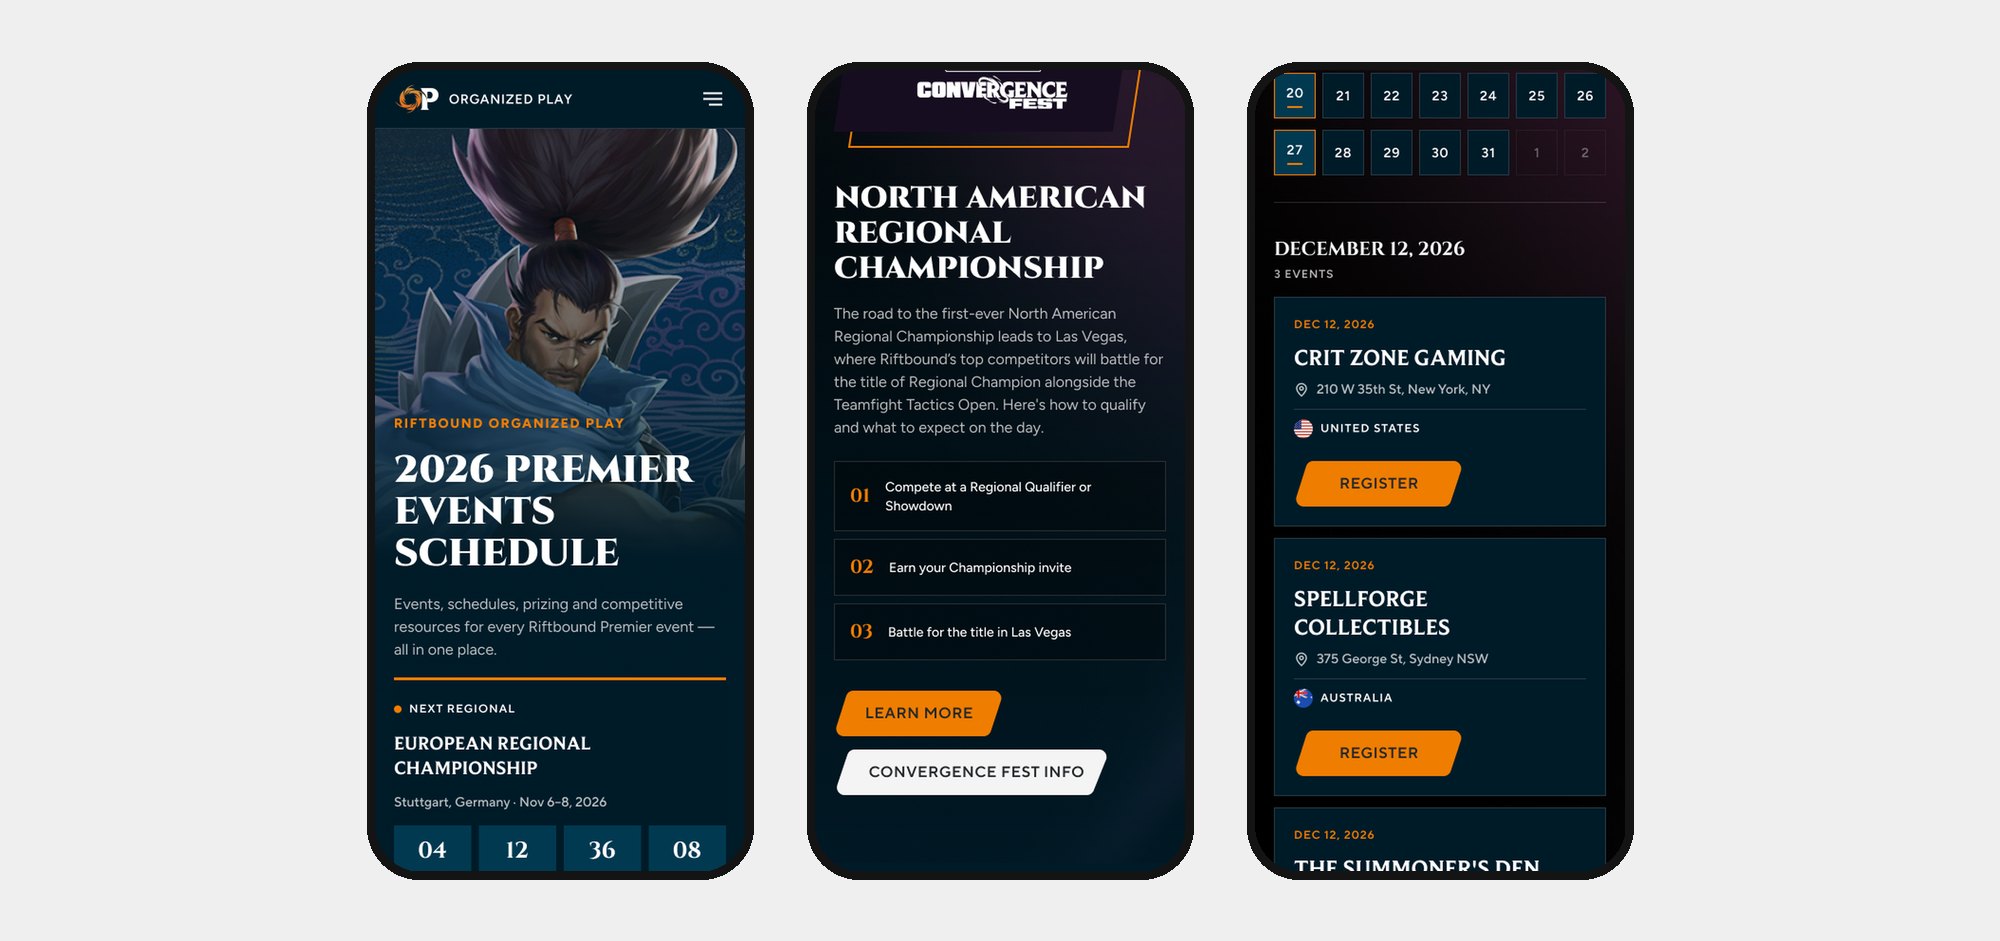 OP ORGANIZED PLAY
RIFTBOUND ORGANIZED PLAY
2026 PREMIER
EVENTS
SCHEDULE
Events, schedules, prizing and competitive
resources for every Riftbound Premier event —
all in one place.
NEXT REGIONAL
EUROPEAN REGIONAL
CHAMPIONSHIP
Stuttgart, Germany · Nov 6–8, 2026
04 12 36 08
CONVERGENCE
FEST
NORTH AMERICAN
REGIONAL
CHAMPIONSHIP
The road to the first-ever North American
Regional Championship leads to Las Vegas,
where Riftbound's top competitors will battle for
the title of Regional Champion alongside the
Teamfight Tactics Open. Here's how to qualify
and what to expect on the day.
01 Compete at a Regional Qualifier or
Showdown
02 Earn your Championship invite
03 Battle for the title in Las Vegas
LEARN MORE
CONVERGENCE FEST INFO
20 21 22 23 24 25 26
27 28 29 30 31 1 2
DECEMBER 12, 2026
3 EVENTS
DEC 12, 2026
CRIT ZONE GAMING
210 W 35th St, New York, NY
UNITED STATES
REGISTER
DEC 12, 2026
SPELLFORGE
COLLECTIBLES
375 George St, Sydney NSW
AUSTRALIA
REGISTER
DEC 12, 2026
THE SUMMONER'S DEN